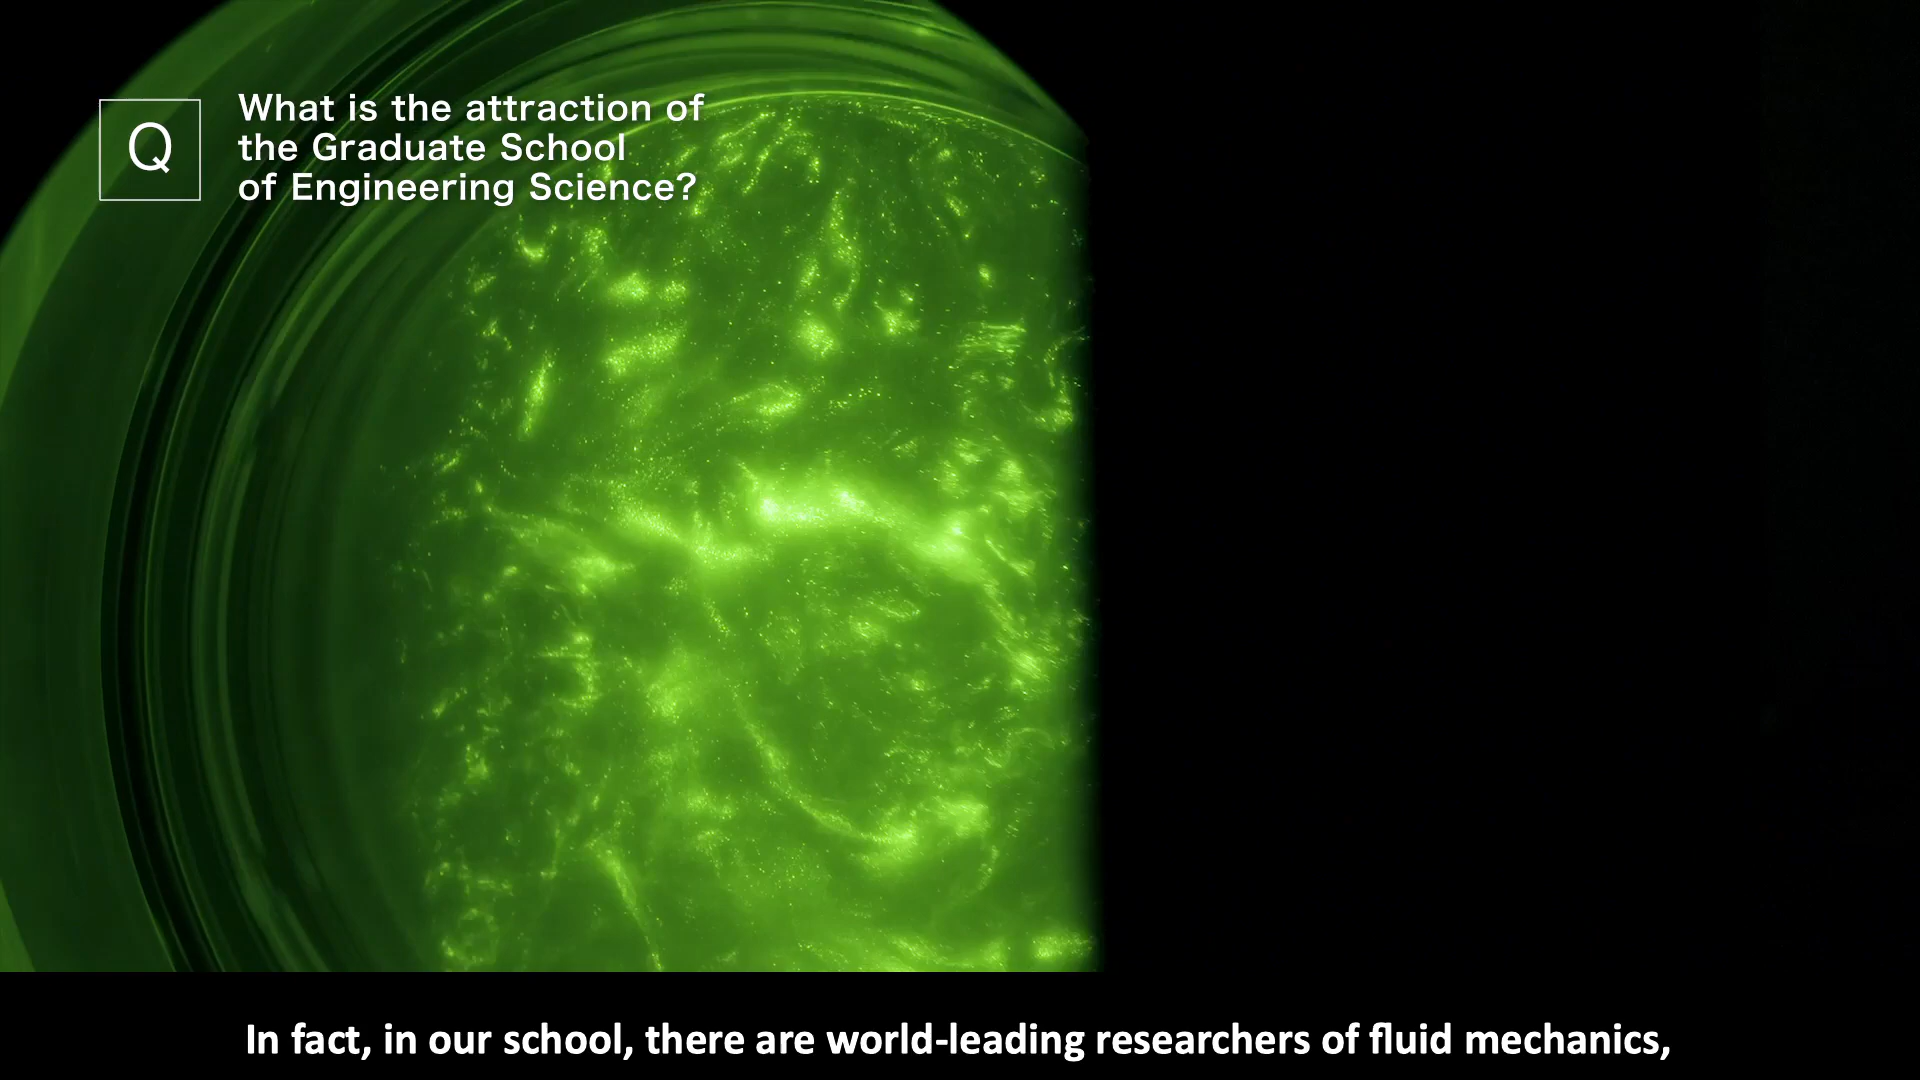 Q
What is the attraction of
the Graduate School
of Engineering Science?
In fact, in our school, there are world-leading researchers of fluid mechanics,